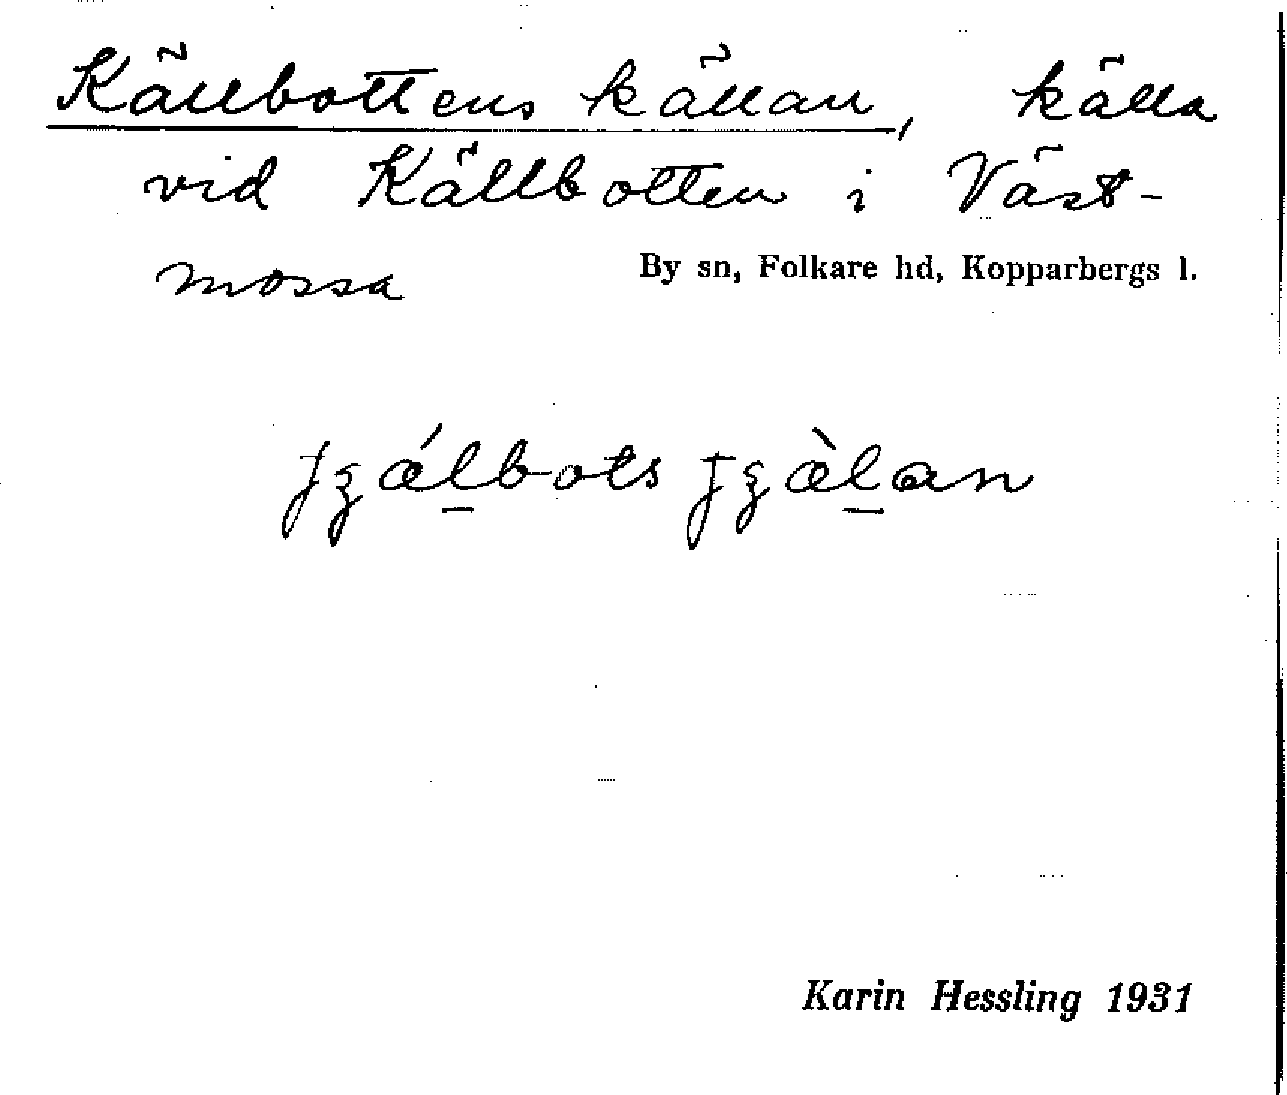 Källbottens källan, källa
vid Källbotten i Väst-
mossa
By sn, Folkare hd, Kopparbergs l.
Karin Hessling 1931